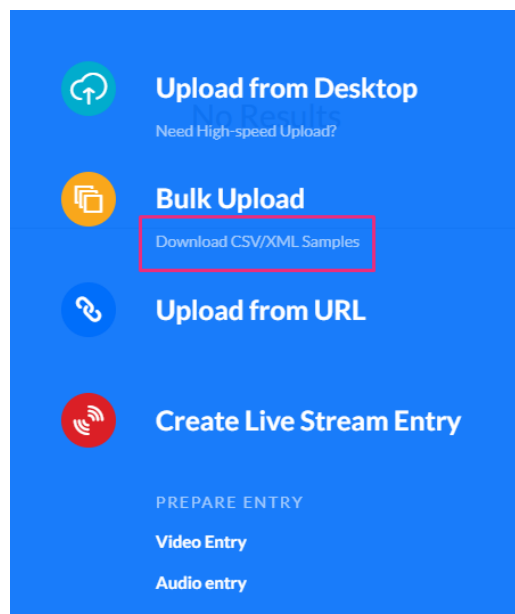 Upload from Desktop
No Results
Need High-speed Upload?
Bulk Upload
Download CSV/XML Samples
Upload from URL
Create Live Stream Entry
PREPARE ENTRY
Video Entry
Audio entry